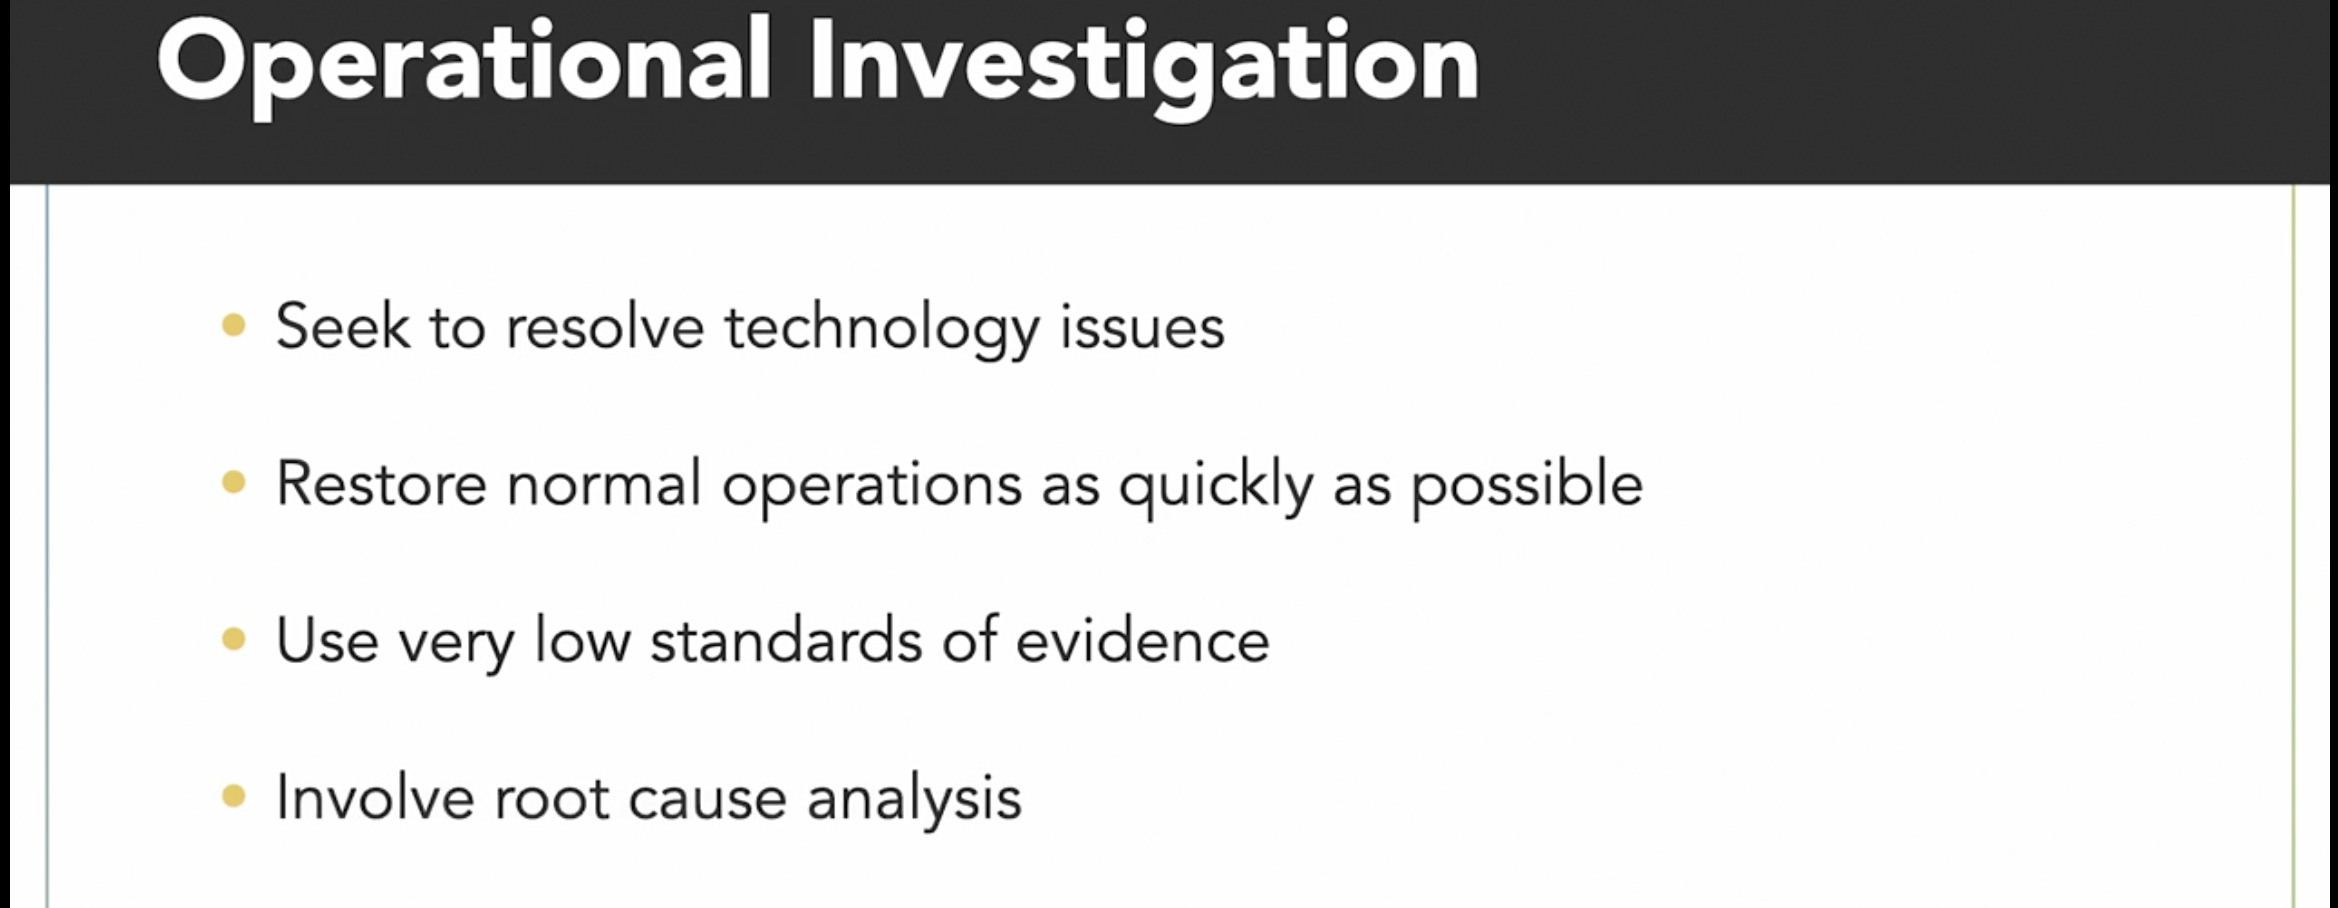 Operational Investigation
Seek to resolve technology issues
Restore normal operations as quickly as possible
Use very low standards of evidence
Involve root cause analysis